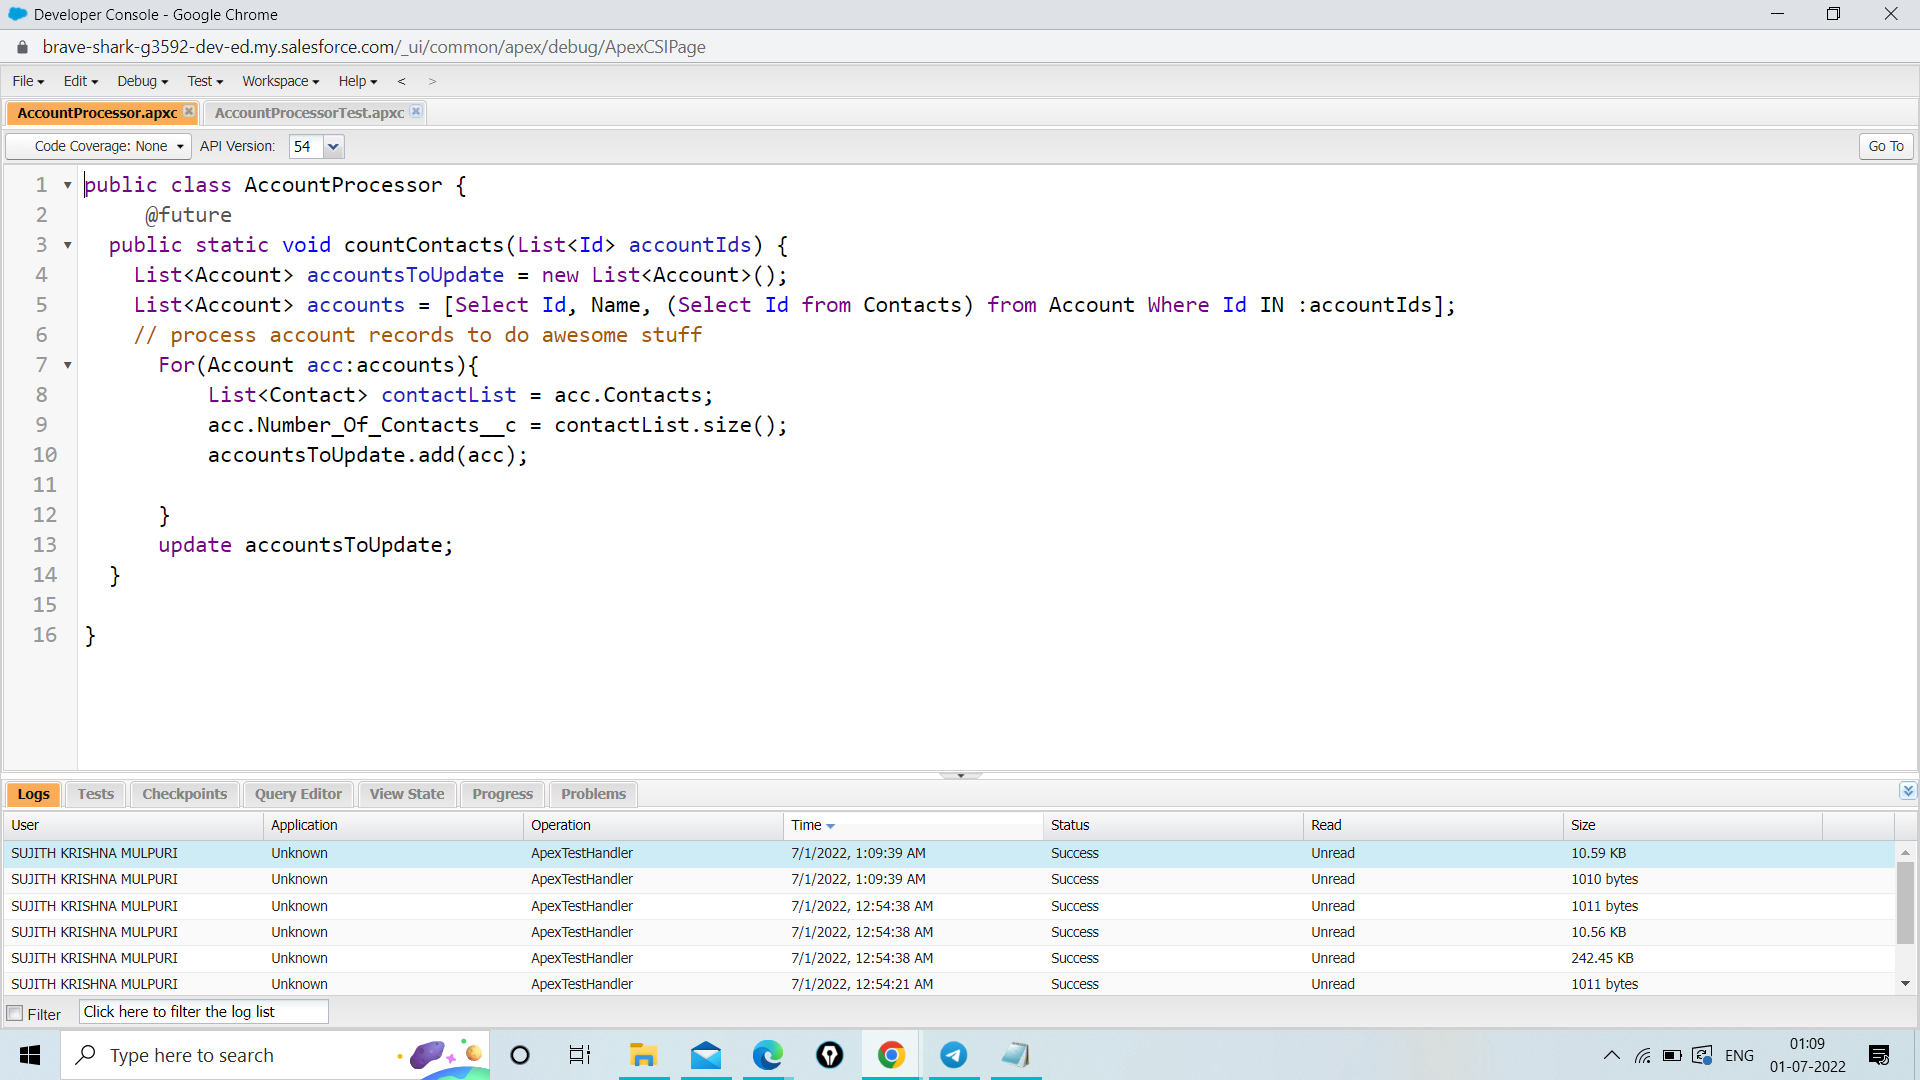 Developer Console - Google Chrome
brave-shark-g3592-dev-ed.my.salesforce.com/_ui/common/apex/debug/ApexCSIPage
File Edit Debug Test Workspace Help < >
AccountProcessor.apxc AccountProcessorTest.apxc
Code Coverage: None API Version: 54 Go To
1 public class AccountProcessor {
2 @future
3 public static void countContacts(List<Id> accountIds) {
4 List<Account> accountsToUpdate = new List<Account>();
5 List<Account> accounts = [Select Id, Name, (Select Id from Contacts) from Account Where Id IN :accountIds];
6 // process account records to do awesome stuff
7 For(Account acc:accounts){
8 List<Contact> contactList = acc.Contacts;
9 acc.Number_Of_Contacts__c = contactList.size();
10 accountsToUpdate.add(acc);
11
12 }
13 update accountsToUpdate;
14 }
15
16 }
Logs Tests Checkpoints Query Editor View State Progress Problems
User Application Operation Time Status Read Size
SUJITH KRISHNA MULPURI Unknown ApexTestHandler 7/1/2022, 1:09:39 AM Success Unread 10.59 KB
SUJITH KRISHNA MULPURI Unknown ApexTestHandler 7/1/2022, 1:09:39 AM Success Unread 1010 bytes
SUJITH KRISHNA MULPURI Unknown ApexTestHandler 7/1/2022, 12:54:38 AM Success Unread 1011 bytes
SUJITH KRISHNA MULPURI Unknown ApexTestHandler 7/1/2022, 12:54:38 AM Success Unread 10.56 KB
SUJITH KRISHNA MULPURI Unknown ApexTestHandler 7/1/2022, 12:54:38 AM Success Unread 242.45 KB
SUJITH KRISHNA MULPURI Unknown ApexTestHandler 7/1/2022, 12:54:21 AM Success Unread 1011 bytes
Filter Click here to filter the log list
Type here to search ENG 01:09
01-07-2022